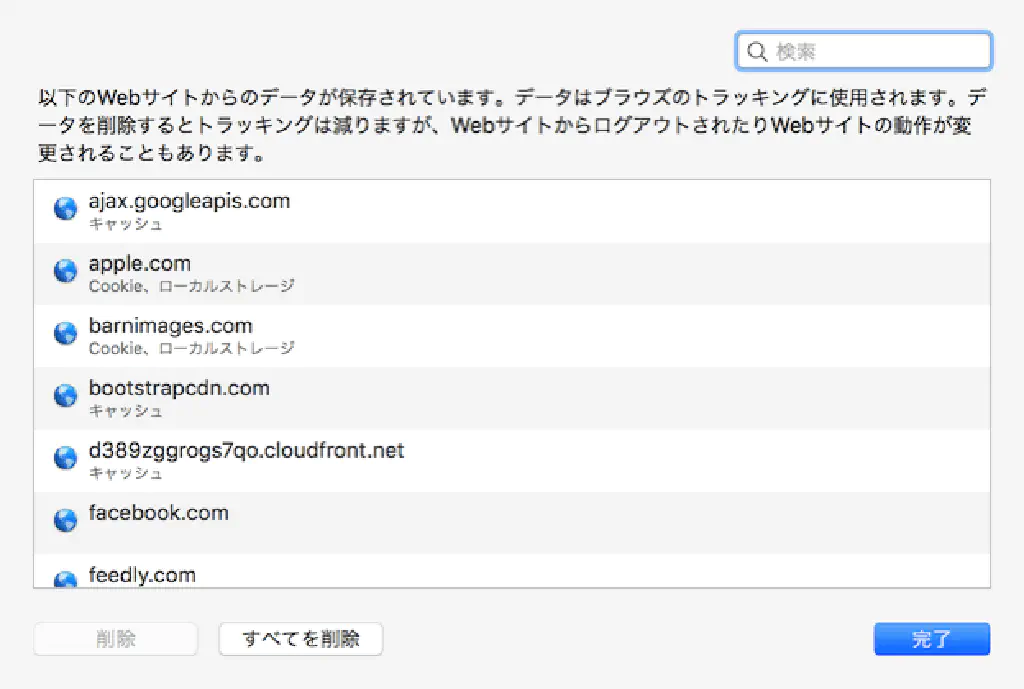 検索
以下のWebサイトからのデータが保存されています。データはブラウズのトラッキングに使用されます。デ
ータを削除するとトラッキングは減りますが、WebサイトからログアウトされたりWebサイトの動作が変
更されることもあります。
ajax.googleapis.com
キャッシュ
apple.com
Cookie、ローカルストレージ
barnimages.com
Cookie、ローカルストレージ
bootstrapcdn.com
キャッシュ
d389zggrogs7qo.cloudfront.net
キャッシュ
facebook.com
feedly.com
削除
すべてを削除
完了